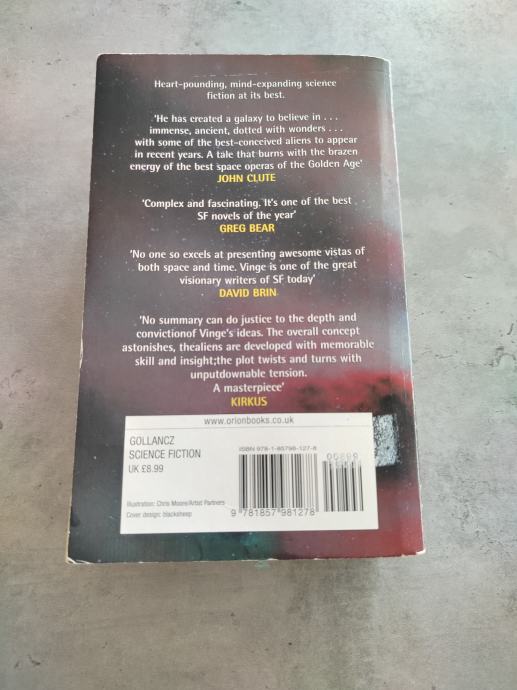 Heart-pounding, mind-expanding science
fiction at its best.
'He has created a galaxy to believe in . . .
immense, ancient, dotted with wonders . . .
with some of the best-conceived aliens to appear
in recent years. A tale that burns with the brazen
energy of the best space operas of the Golden Age'
JOHN CLUTE
'Complex and fascinating. It's one of the best
SF novels of the year'
GREG BEAR
'No one so excels at presenting awesome vistas of
both space and time. Vinge is one of the great
visionary writers of SF today'
DAVID BRIN
'No summary can do justice to the depth and
convictionof Vinge's ideas. The overall concept
astonishes, thealiens are developed with memorable
skill and insight;the plot twists and turns with
unputdownable tension.
A masterpiece'
KIRKUS
www.orionbooks.co.uk
GOLLANCZ
SCIENCE FICTION
UK £8.99
ISBN 978-1-85798-127-8
00899
Illustration: Chris Moore/Artist Partners
Cover design: blacksheep
9 781857 981278